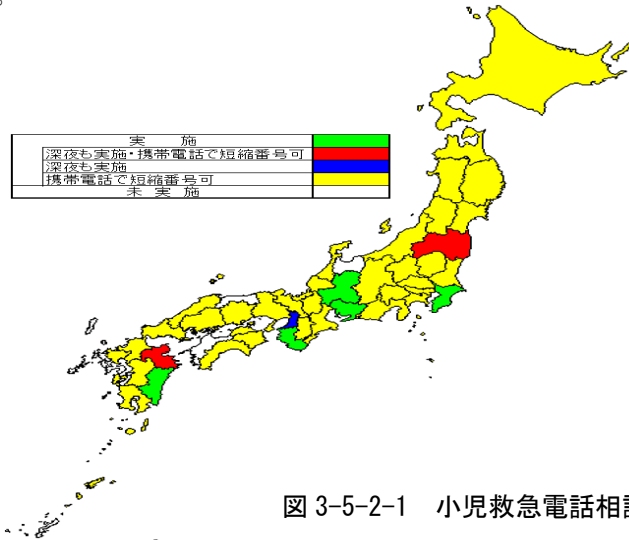 実施
深夜も実施・携帯電話で短縮番号可
深夜も実施
携帯電話で短縮番号可
未実施
図 3-5-2-1 小児救急電話相